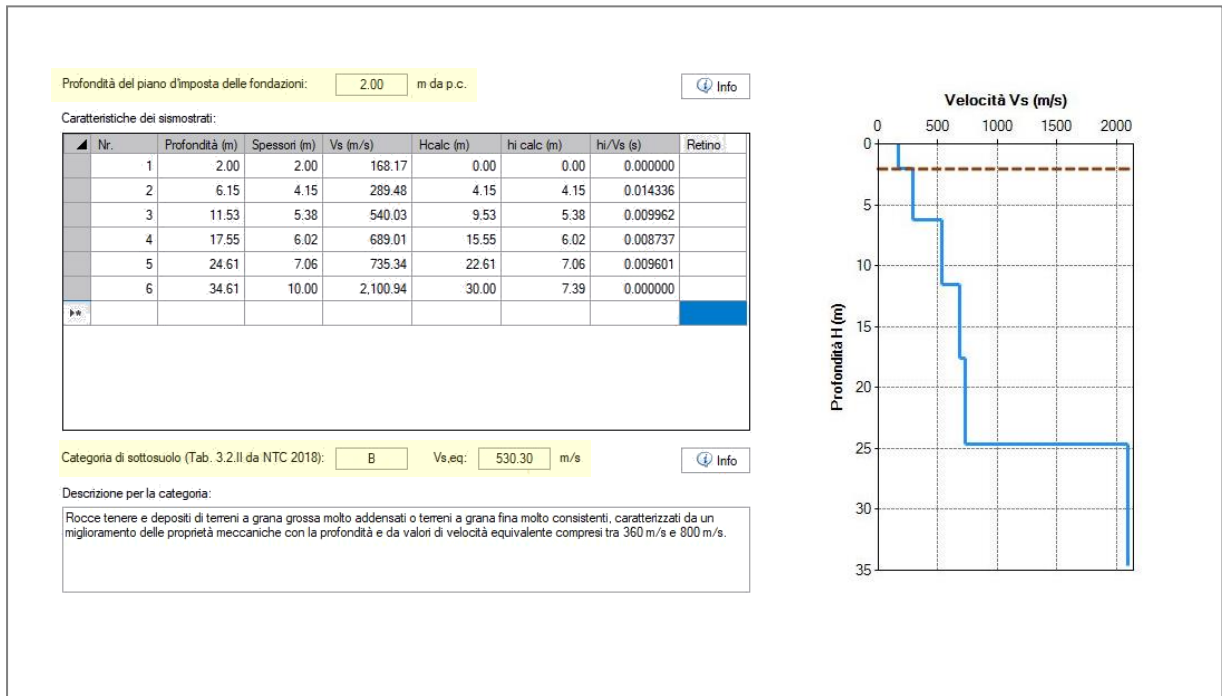 Profondità del piano d'imposta delle fondazioni: 2.00 m da p.c. Info
Caratteristiche dei sismostrati:
Nr. Profondità (m) Spessori (m) Vs (m/s) Hcalc (m) hi calc (m) hi/Vs (s) Retino
1 2.00 2.00 168.17 0.00 0.00 0.000000
2 6.15 4.15 289.48 4.15 4.15 0.014336
3 11.53 5.38 540.03 9.53 5.38 0.009962
4 17.55 6.02 689.01 15.55 6.02 0.008737
5 24.61 7.06 735.34 22.61 7.06 0.009601
6 34.61 10.00 2,100.94 30.00 7.39 0.000000
Categoria di sottosuolo (Tab. 3.2.II da NTC 2018): B Vs,eq: 530.30 m/s Info
Descrizione per la categoria:
Rocce tenere e depositi di terreni a grana grossa molto addensati o terreni a grana fina molto consistenti, caratterizzati da un
miglioramento delle proprietà meccaniche con la profondità e da valori di velocità equivalente compresi tra 360 m/s e 800 m/s.
Velocità Vs (m/s)
0 500 1000 1500 2000
0
5
10
15
20
25
30
35
Profondità H (m)